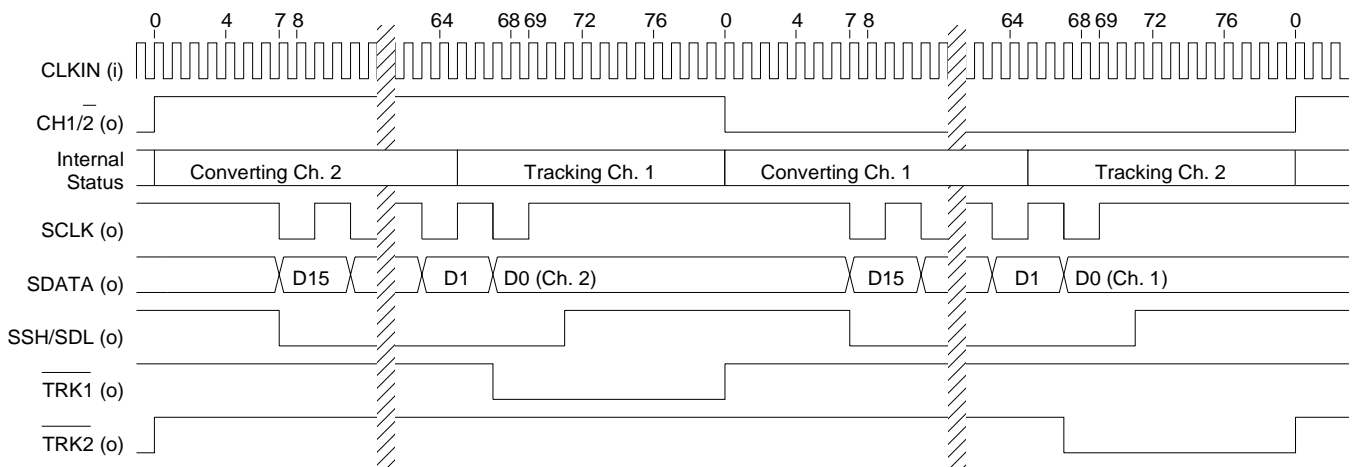 0 4 7 8 64 68 69 72 76 0 4 7 8 64 68 69 72 76 0
CLKIN (i)
CH1/2 (o)
Internal
Status
Converting Ch. 2 Tracking Ch. 1 Converting Ch. 1 Tracking Ch. 2
SCLK (o)
SDATA (o) D15 D1 D0 (Ch. 2) D15 D1 D0 (Ch. 1)
SSH/SDL (o)
TRK1 (o)
TRK2 (o)